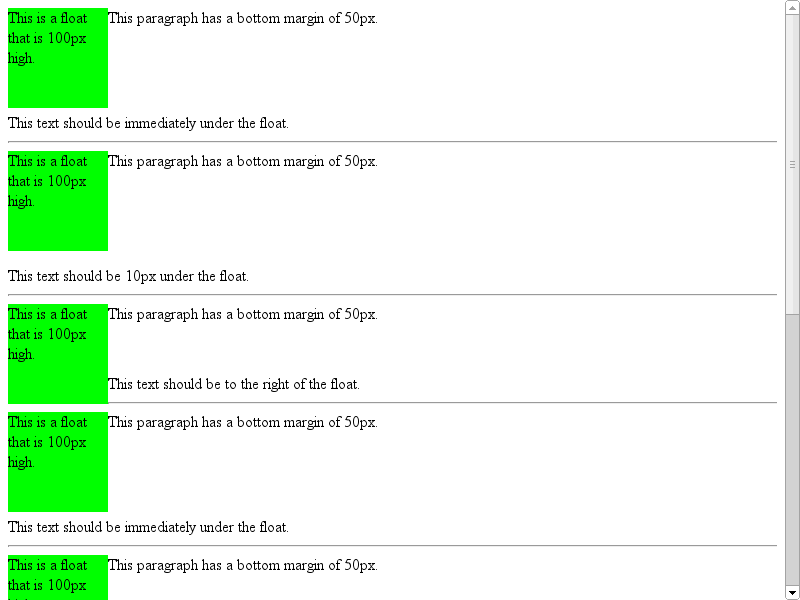 This is a float This paragraph has a bottom margin of 50px.
that is 100px
high.
This text should be immediately under the float.
This is a float This paragraph has a bottom margin of 50px.
that is 100px
high.
This text should be 10px under the float.
This is a float This paragraph has a bottom margin of 50px.
that is 100px
high.
This text should be to the right of the float.
This is a float This paragraph has a bottom margin of 50px.
that is 100px
high.
This text should be immediately under the float.
This is a float This paragraph has a bottom margin of 50px.
that is 100px